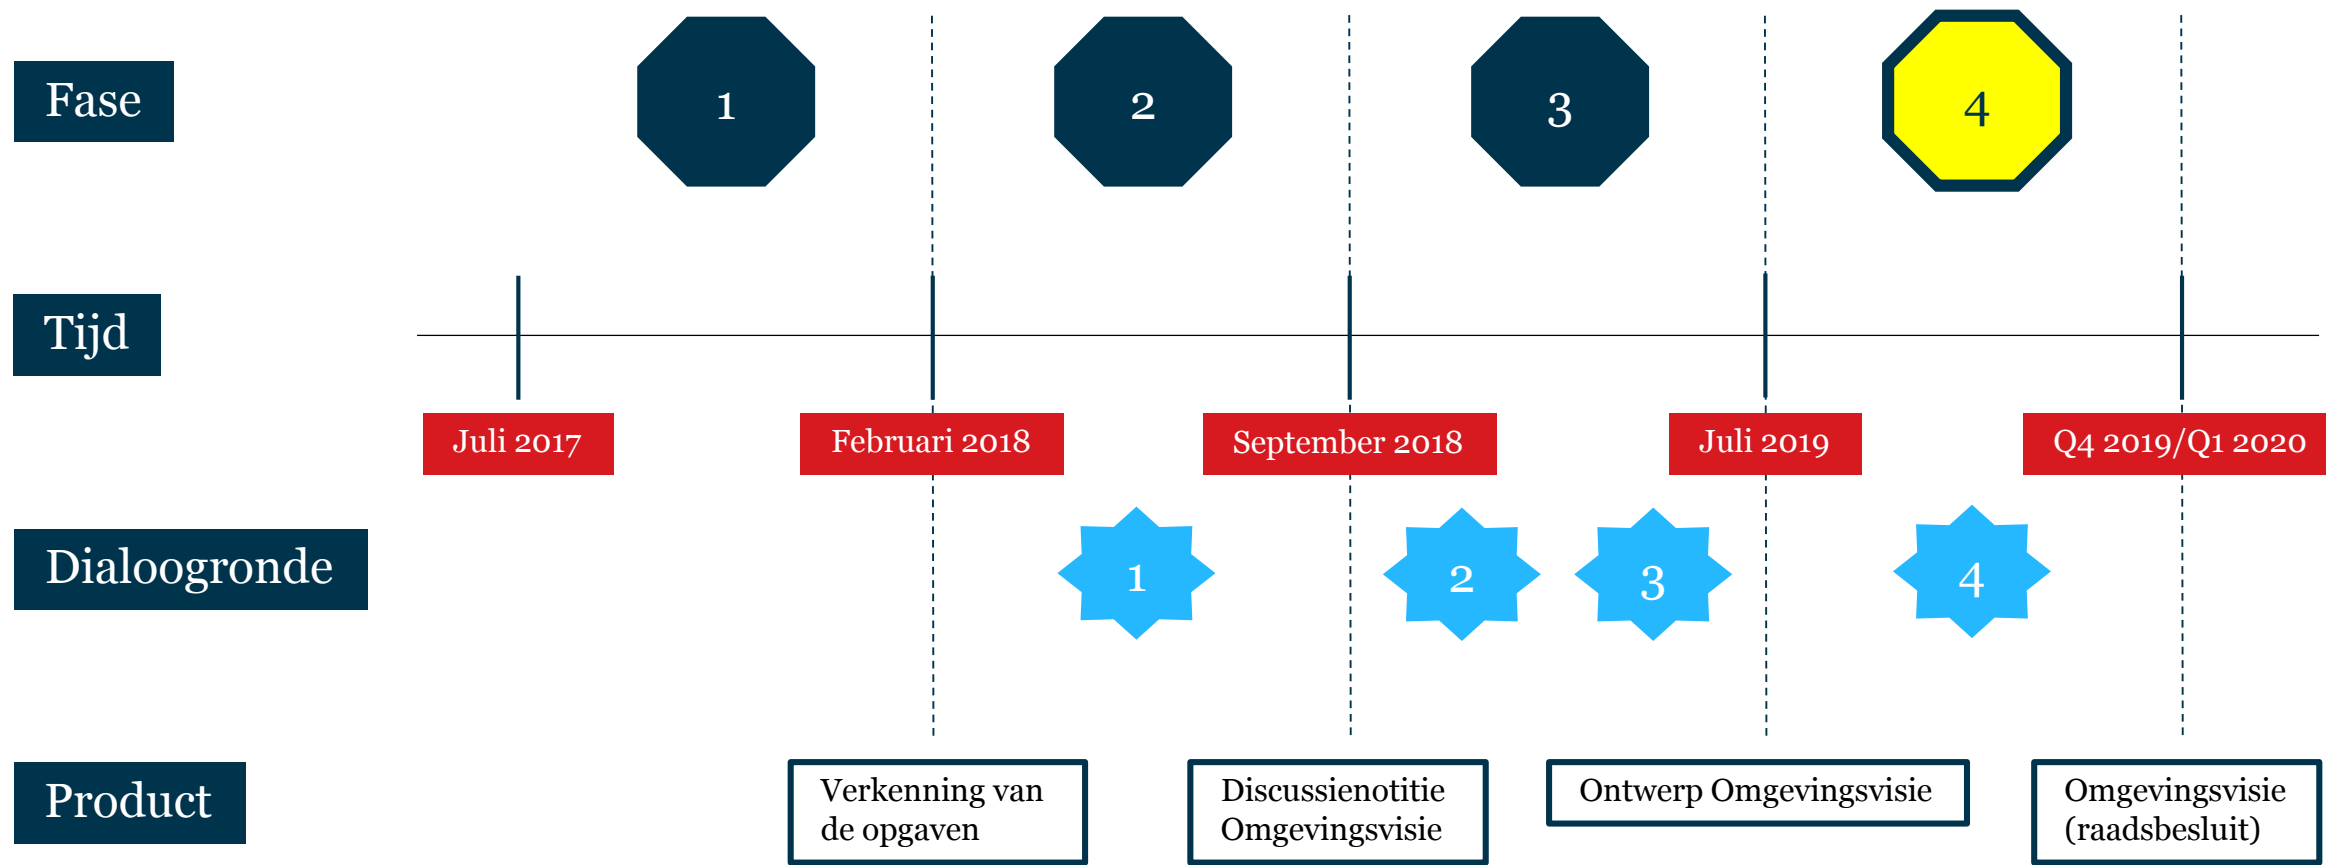 Fase
1
2
3
4
Tijd
Juli 2017
Februari 2018
September 2018
Juli 2019
Q4 2019/Q1 2020
Dialoogronde
1
2
3
4
Product
Verkenning van
de opgaven
Discussienotitie
Omgevingsvisie
Ontwerp Omgevingsvisie
Omgevingsvisie
(raadsbesluit)